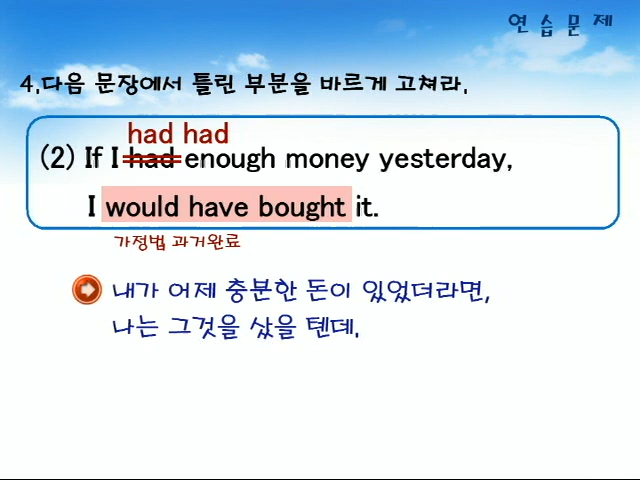 연습문제
4.다음 문장에서 틀린 부분을 바르게 고쳐라.
had had
(2) If I had enough money yesterday,
I would have bought it.
가정법 과거완료
내가 어제 충분한 돈이 있었더라면,
나는 그것을 샀을 텐데.